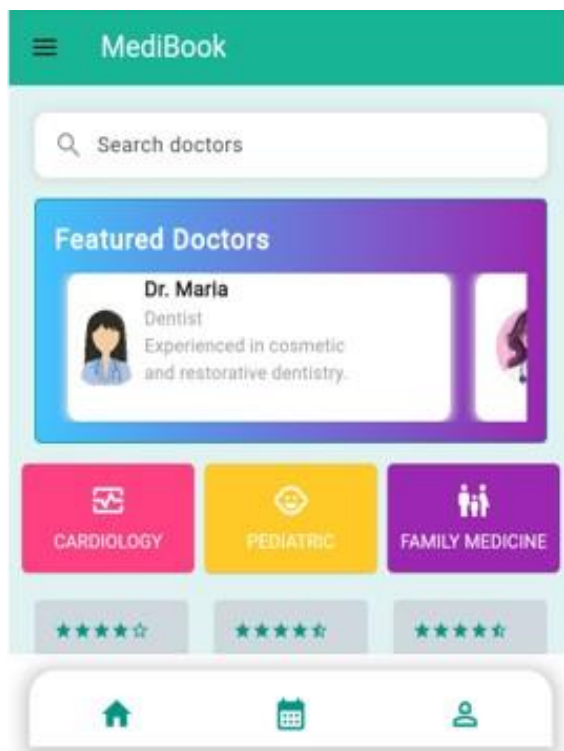 MediBook
Search doctors
Featured Doctors
Dr. Maria
Dentist
Experienced in cosmetic
and restorative dentistry.
CARDIOLOGY
PEDIATRIC
FAMILY MEDICINE